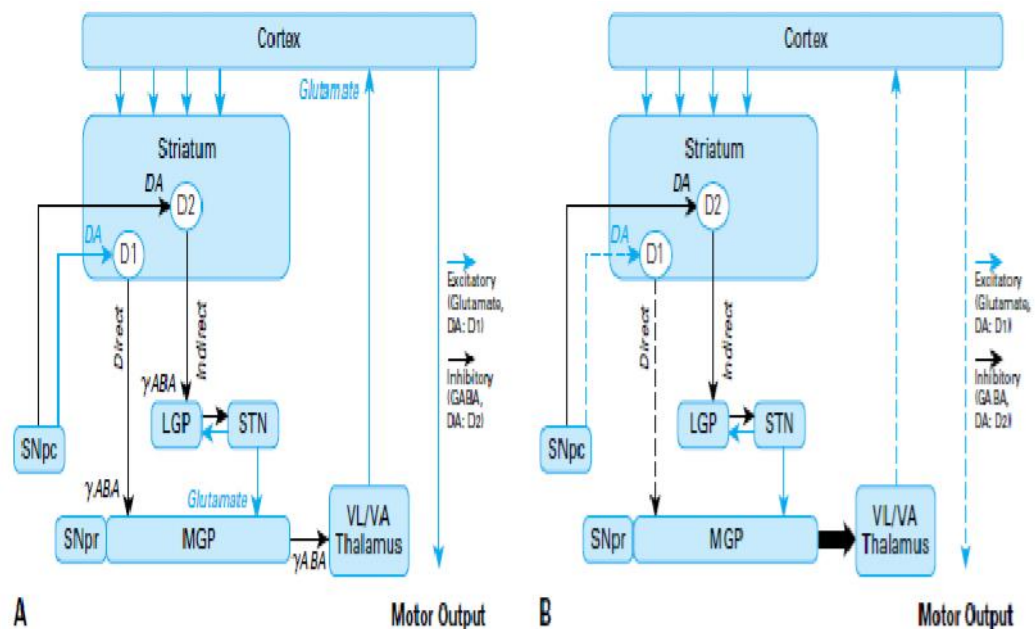 Cortex
Glutamate
Striatum
DA
D2
DA
D1
Direct
Indirect
γABA
LGP
STN
SNpc
γABA
Glutamate
SNpr
MGP
γABA
VL/VA
Thalamus
Excitatory
(Glutamate,
DA: D1)
Inhibitory
(GABA,
DA: D2)
A
Motor Output
Cortex
Striatum
DA
D2
DA
D1
Direct
Indirect
LGP
STN
SNpc
SNpr
MGP
VL/VA
Thalamus
Excitatory
(Glutamate,
DA: D1)
Inhibitory
(GABA,
DA: D2)
B
Motor Output